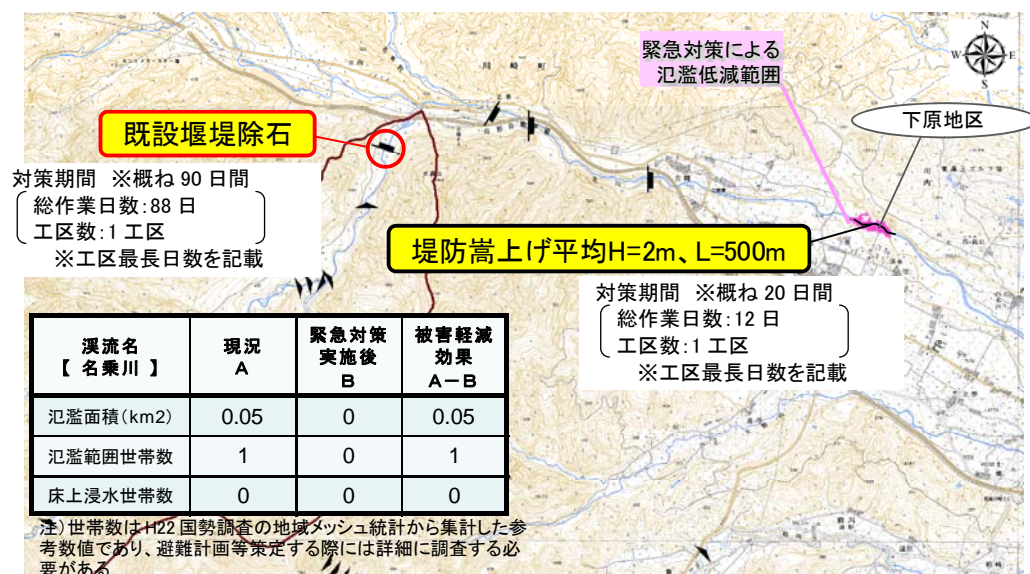 緊急対策による
氾濫低減範囲
N
W
E
S
川 崎 町
下原地区
既設堰堤除石
対策期間 ※概ね 90 日間
総作業日数:88 日
工区数:1 工区
※工区最長日数を記載
堤防嵩上げ平均H=2m、L=500m
対策期間 ※概ね 20 日間
総作業日数:12 日
工区数:1 工区
※工区最長日数を記載
渓流名
【 名乗川 】
現況
A
緊急対策
実施後
B
被害軽減
効果
A-B
氾濫面積(km2) 0.05 0 0.05
氾濫範囲世帯数 1 0 1
床上浸水世帯数 0 0 0
注)世帯数はH22 国勢調査の地域メッシュ統計から集計した参
考数値であり、避難計画等策定する際には詳細に調査する必
要がある